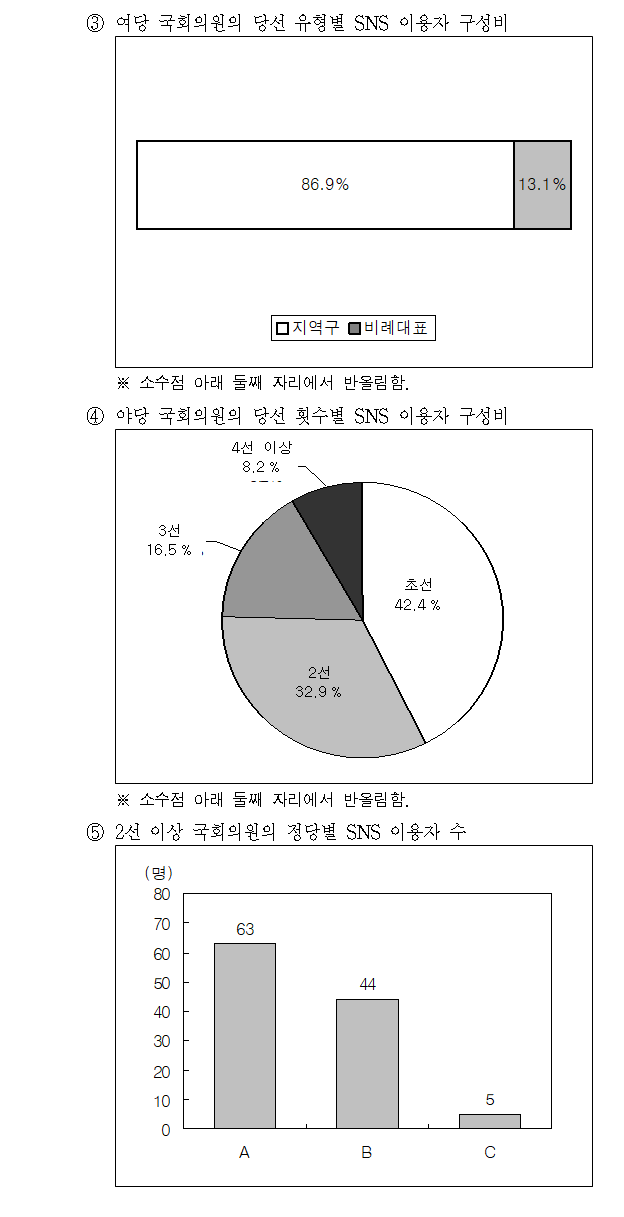 ③ 여당 국회의원의 당선 유형별 SNS 이용자 구성비
86.9%
13.1%
지역구 비례대표
※ 소수점 아래 둘째 자리에서 반올림함.
④ 야당 국회의원의 당선 횟수별 SNS 이용자 구성비
4선 이상
8.2%
3선
16.5%
초선
42.4%
2선
32.9%
※ 소수점 아래 둘째 자리에서 반올림함.
⑤ 2선 이상 국회의원의 정당별 SNS 이용자 수
(명)
80
70
60
50
40
30
20
10
0
63
44
5
A B C